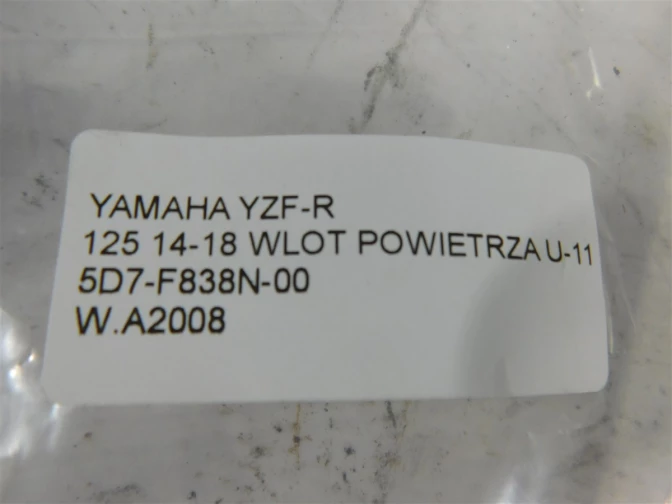 YAMAHA YZF-R
125 14-18 WLOT POWIETRZA U-11
5D7-F838N-00
W.A2008